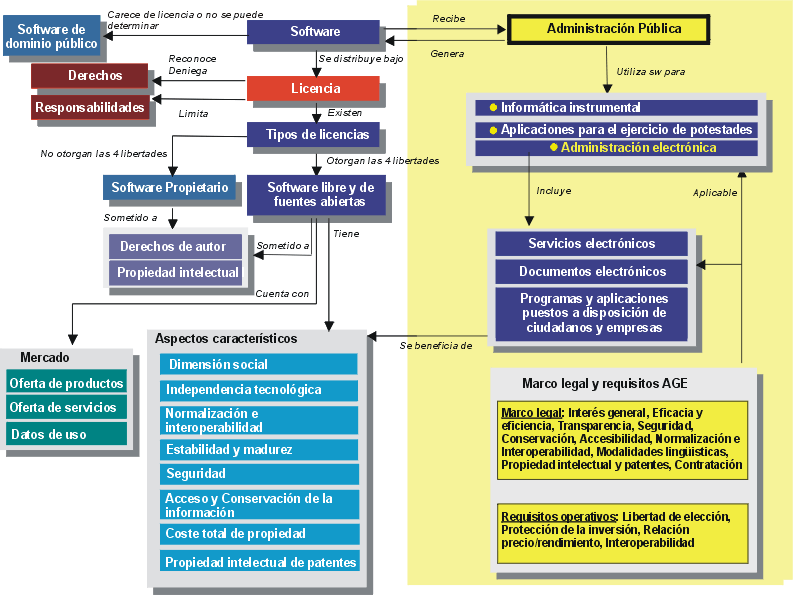 Carece de licencia o no se puede
determinar
Software de
dominio público
Software
Recibe
Genera
Administración Pública
Se distribuye bajo
Utiliza sw para
Reconoce
Deniega
Derechos
Responsabilidades
Limita
Licencia
Existen
Informática instrumental
Aplicaciones para el ejercicio de potestades
Administración electrónica
Tipos de licencias
No otorgan las 4 libertades
Otorgan las 4 libertades
Software Propietario
Software libre y de
fuentes abiertas
Incluye
Aplicable
Sometido a
Derechos de autor
Propiedad intelectual
Sometido a
Tiene
Servicios electrónicos
Documentos electrónicos
Programas y aplicaciones
puestos a disposición de
ciudadanos y empresas
Cuenta con
Se beneficia de
Mercado
Oferta de productos
Oferta de servicios
Datos de uso
Aspectos característicos
Dimensión social
Independencia tecnológica
Normalización e
interoperabilidad
Estabilidad y madurez
Seguridad
Acceso y Conservación de la
información
Coste total de propiedad
Propiedad intelectual de patentes
Marco legal y requisitos AGE
Marco legal: Interés general, Eficacia y
eficiencia, Transparencia, Seguridad,
Conservación, Accesibilidad, Normalización e
Interoperabilidad, Modalidades lingüísticas,
Propiedad intelectual y patentes, Contratación
Requisitos operativos: Libertad de elección,
Protección de la inversión, Relación
precio/rendimiento, Interoperabilidad